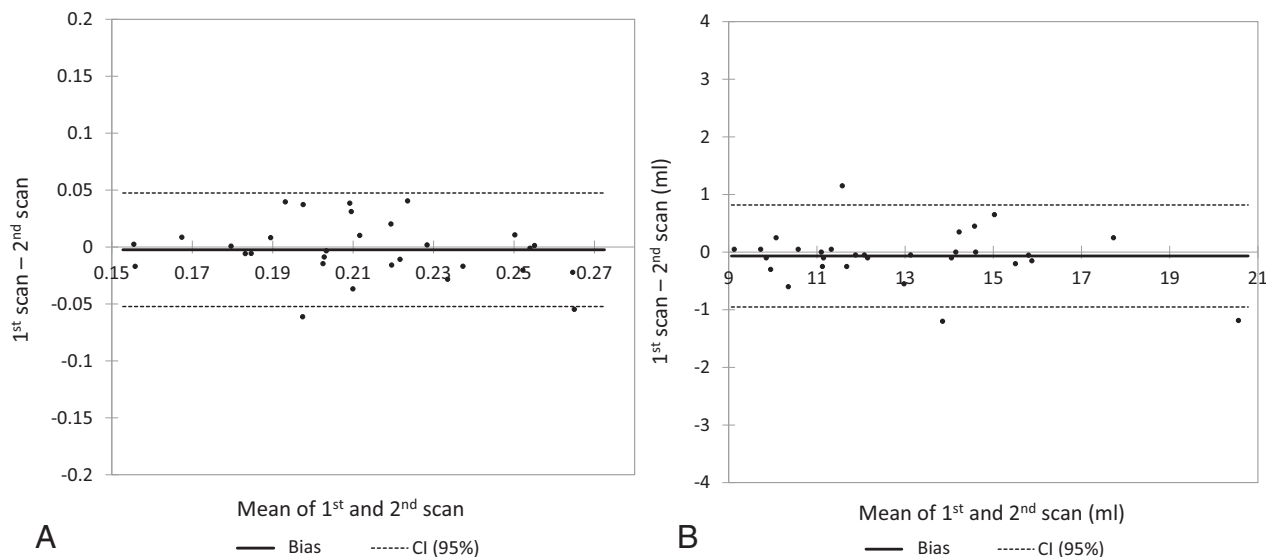 0.2
0.15
0.1
0.05
0
-0.05
-0.1
-0.15
-0.2
0.15 0.17 0.19 0.21 0.23 0.25 0.27
1st scan – 2nd scan
Mean of 1st and 2nd scan
A
Bias CI (95%)
4
3
2
1
0
-1
-2
-3
-4
9 11 13 15 17 19 21
1st scan – 2nd scan (ml)
Mean of 1st and 2nd scan (ml)
B
Bias CI (95%)